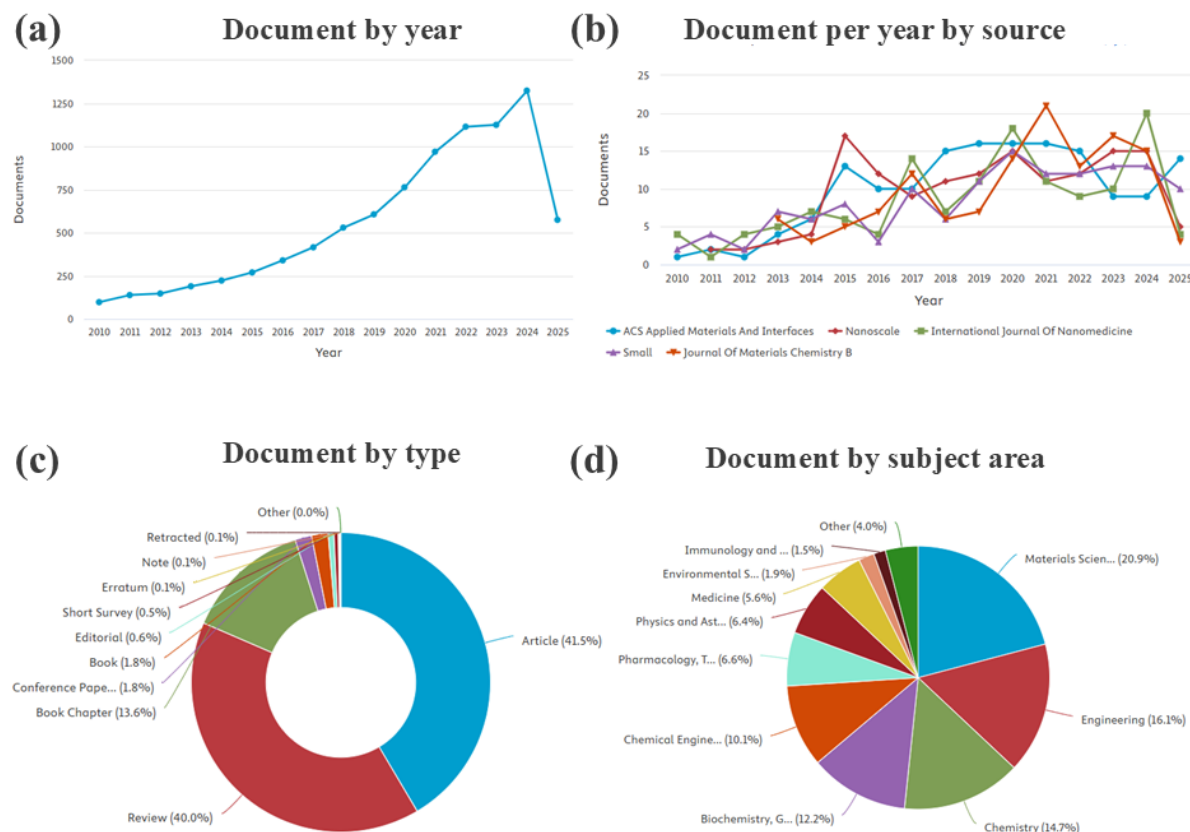 (a) Document by year
1500
1250
1000
750
500
250
0
Documents
2010 2011 2012 2013 2014 2015 2016 2017 2018 2019 2020 2021 2022 2023 2024 2025
Year
(b) Document per year by source
25
20
15
10
5
0
Documents
2010 2011 2012 2013 2014 2015 2016 2017 2018 2019 2020 2021 2022 2023 2024 2025
Year
ACS Applied Materials And Interfaces Nanoscale International Journal Of Nanomedicine
Small Journal Of Materials Chemistry B
(c) Document by type
Other (0.0%)
Retracted (0.1%)
Note (0.1%)
Erratum (0.1%)
Short Survey (0.5%)
Editorial (0.6%)
Book (1.8%)
Conference Pape... (1.8%)
Book Chapter (13.6%)
Article (41.5%)
Review (40.0%)
(d) Document by subject area
Other (4.0%)
Immunology and ... (1.5%)
Environmental S... (1.9%)
Medicine (5.6%)
Physics and Ast... (6.4%)
Pharmacology, T... (6.6%)
Chemical Engine... (10.1%)
Biochemistry, G... (12.2%)
Materials Scien... (20.9%)
Engineering (16.1%)
Chemistry (14.7%)